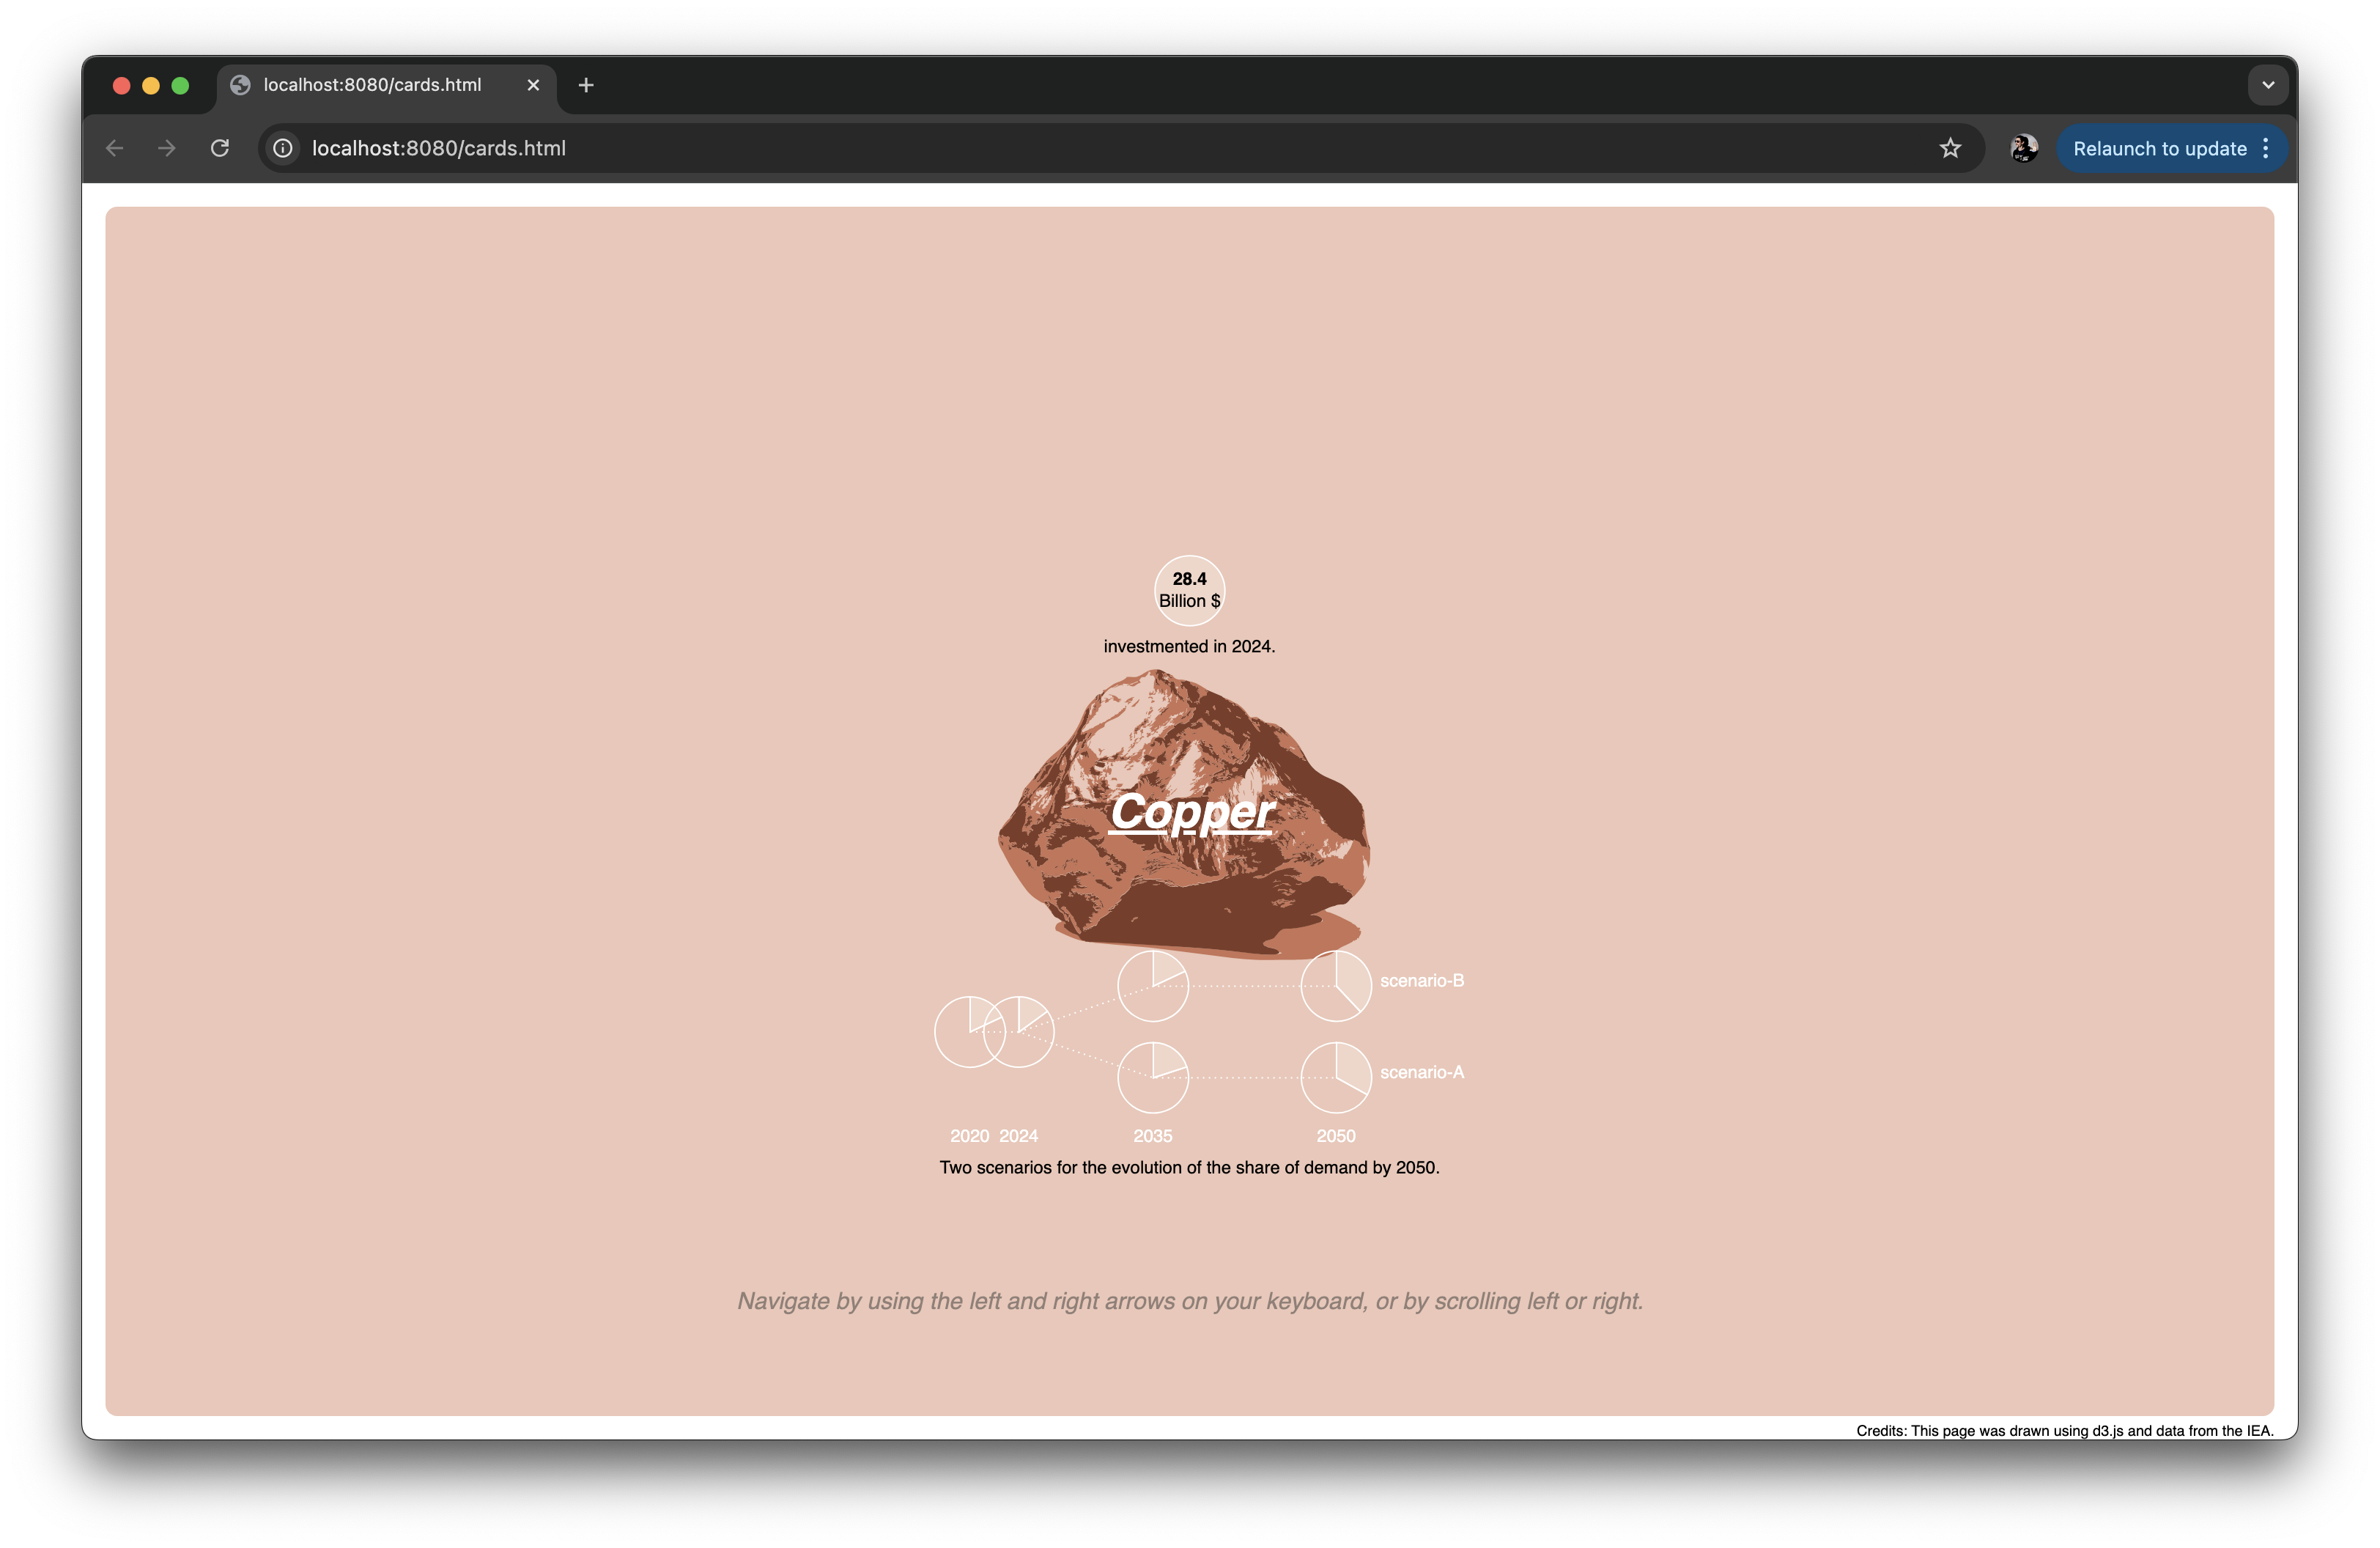 localhost:8080/cards.html
localhost:8080/cards.html
Relaunch to update
28.4
Billion $
investmented in 2024.
Copper
scenario-B
scenario-A
2020 2024 2035 2050
Two scenarios for the evolution of the share of demand by 2050.
Navigate by using the left and right arrows on your keyboard, or by scrolling left or right.
Credits: This page was drawn using d3.js and data from the IEA.